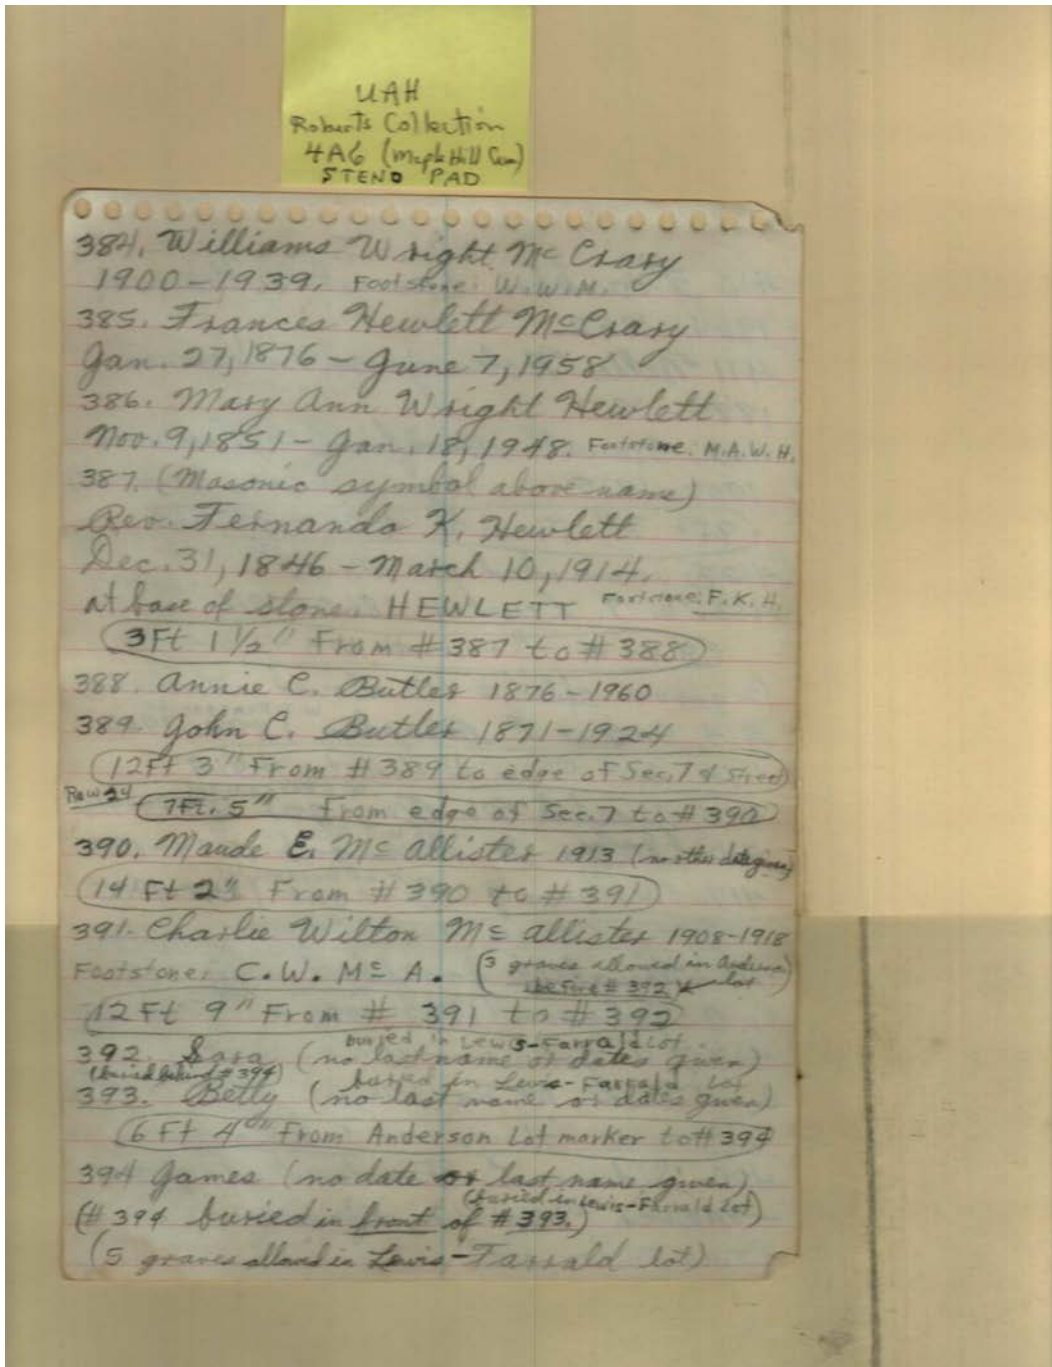 UAH
Roberts Collection
4A6 (Maple Hill Cem)
STENO PAD
384. Williams Wright McCrary
1900-1939. Footstone: W.W.M.
385. Frances Hewlett McCrary
Jan. 27, 1876 - June 7, 1958
386. Mary Ann Wright Hewlett
Nov. 9, 1851 - Jan. 18, 1948. Footstone: M.A.W.H.
387. (Masonic symbol above name)
Rev. Fernando K. Hewlett
Dec. 31, 1846 - March 10, 1914.
At base of stone: HEWLETT Footstone: F.K.H.
3Ft 1 1/2" From #387 to #388
388. Annie C. Butler 1876-1960
389. John C. Butler 1871-1924
12Ft 3" From #389 to edge of Sec. 7 & Street
Row 24
7Ft. 5" From edge of Sec. 7 to #390
390. Maude E. McAllister 1913 (no other date given)
14 Ft 2" From #390 to #391
391. Charlie Wilton McAllister 1908-1918
Footstone: C.W. McA. (3 graves allowed in Anderson lot
before #392)
12Ft 9" From # 391 to #392
buried in Lewis-Farrald Lot
392. Sara (no last name or dates given)
(buried behind #394) buried in Lewis-Farrald Lot
393. Betty (no last name or dates given)
6 Ft 4" From Anderson Lot marker to #394
394 James (no date or last name given)
(buried in Lewis-Farrald Lot)
(#394 buried in front of #393.)
(5 graves allowed in Lewis-Farrald lot)